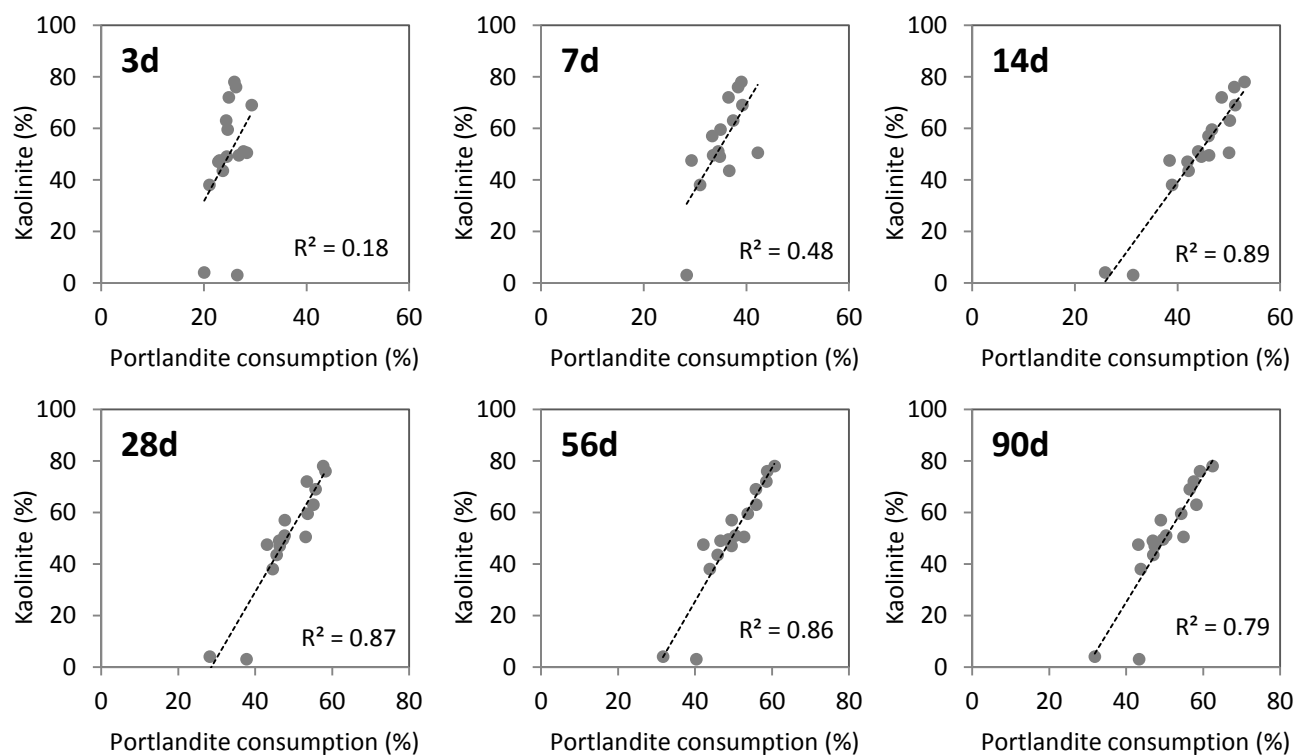 3d
R² = 0.18
Kaolinite (%)
100
80
60
40
20
0
0 20 40 60
Portlandite consumption (%)
7d
R² = 0.48
Kaolinite (%)
100
80
60
40
20
0
0 20 40 60
Portlandite consumption (%)
14d
R² = 0.89
Kaolinite (%)
100
80
60
40
20
0
0 20 40 60
Portlandite consumption (%)
28d
R² = 0.87
Kaolinite (%)
100
80
60
40
20
0
0 20 40 60 80
Portlandite consumption (%)
56d
R² = 0.86
Kaolinite (%)
100
80
60
40
20
0
0 20 40 60 80
Portlandite consumption (%)
90d
R² = 0.79
Kaolinite (%)
100
80
60
40
20
0
0 20 40 60 80
Portlandite consumption (%)